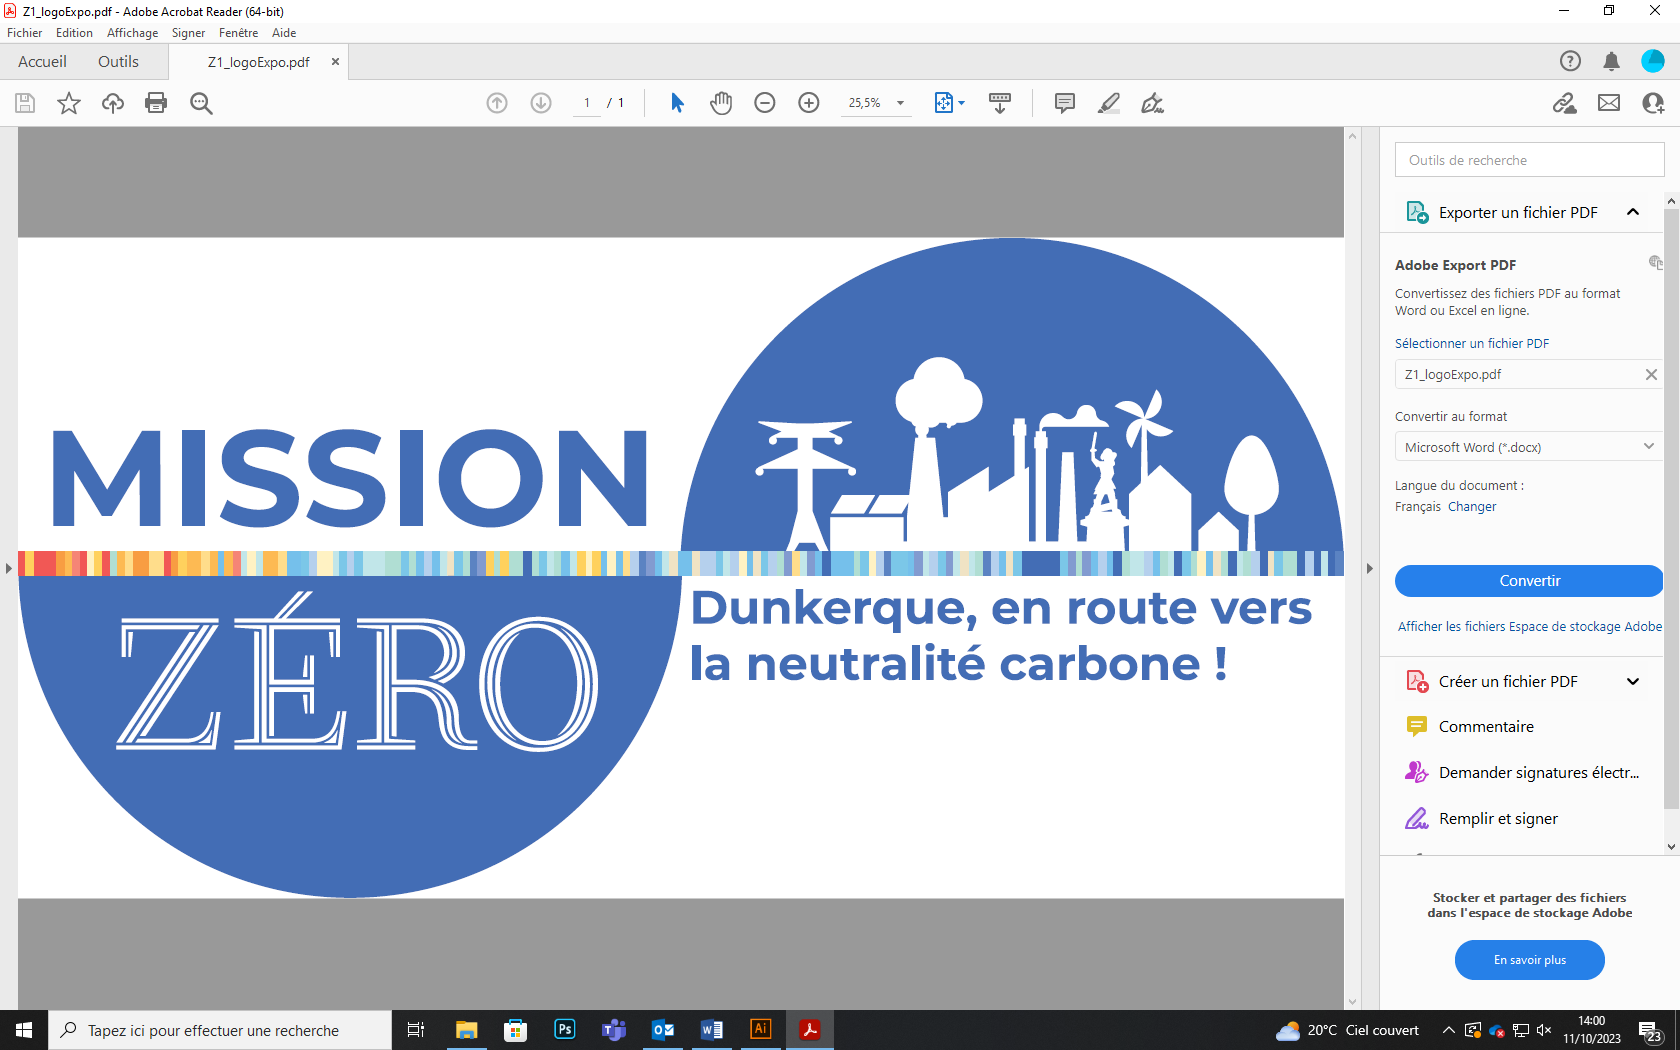 Z1_logoExpo.pdf - Adobe Acrobat Reader (64-bit)
Fichier Edition Affichage Signer Fenêtre Aide
Accueil Outils Z1_logoExpo.pdf
1 / 1 25,5%
Outils de recherche
Exporter un fichier PDF
Adobe Export PDF
Convertissez des fichiers PDF au format
Word ou Excel en ligne.
Sélectionner un fichier PDF
Z1_logoExpo.pdf
Convertir au format
Microsoft Word (*.docx)
Langue du document :
Français Changer
Convertir
Afficher les fichiers Espace de stockage Adobe
Créer un fichier PDF
Commentaire
Demander signatures électr...
Remplir et signer
Stocker et partager des fichiers
dans l'espace de stockage Adobe
En savoir plus
MISSION
ZÉRO
Dunkerque, en route vers
la neutralité carbone !
Tapez ici pour effectuer une recherche
Ps
Ai
20°C Ciel couvert
14:00
11/10/2023
23